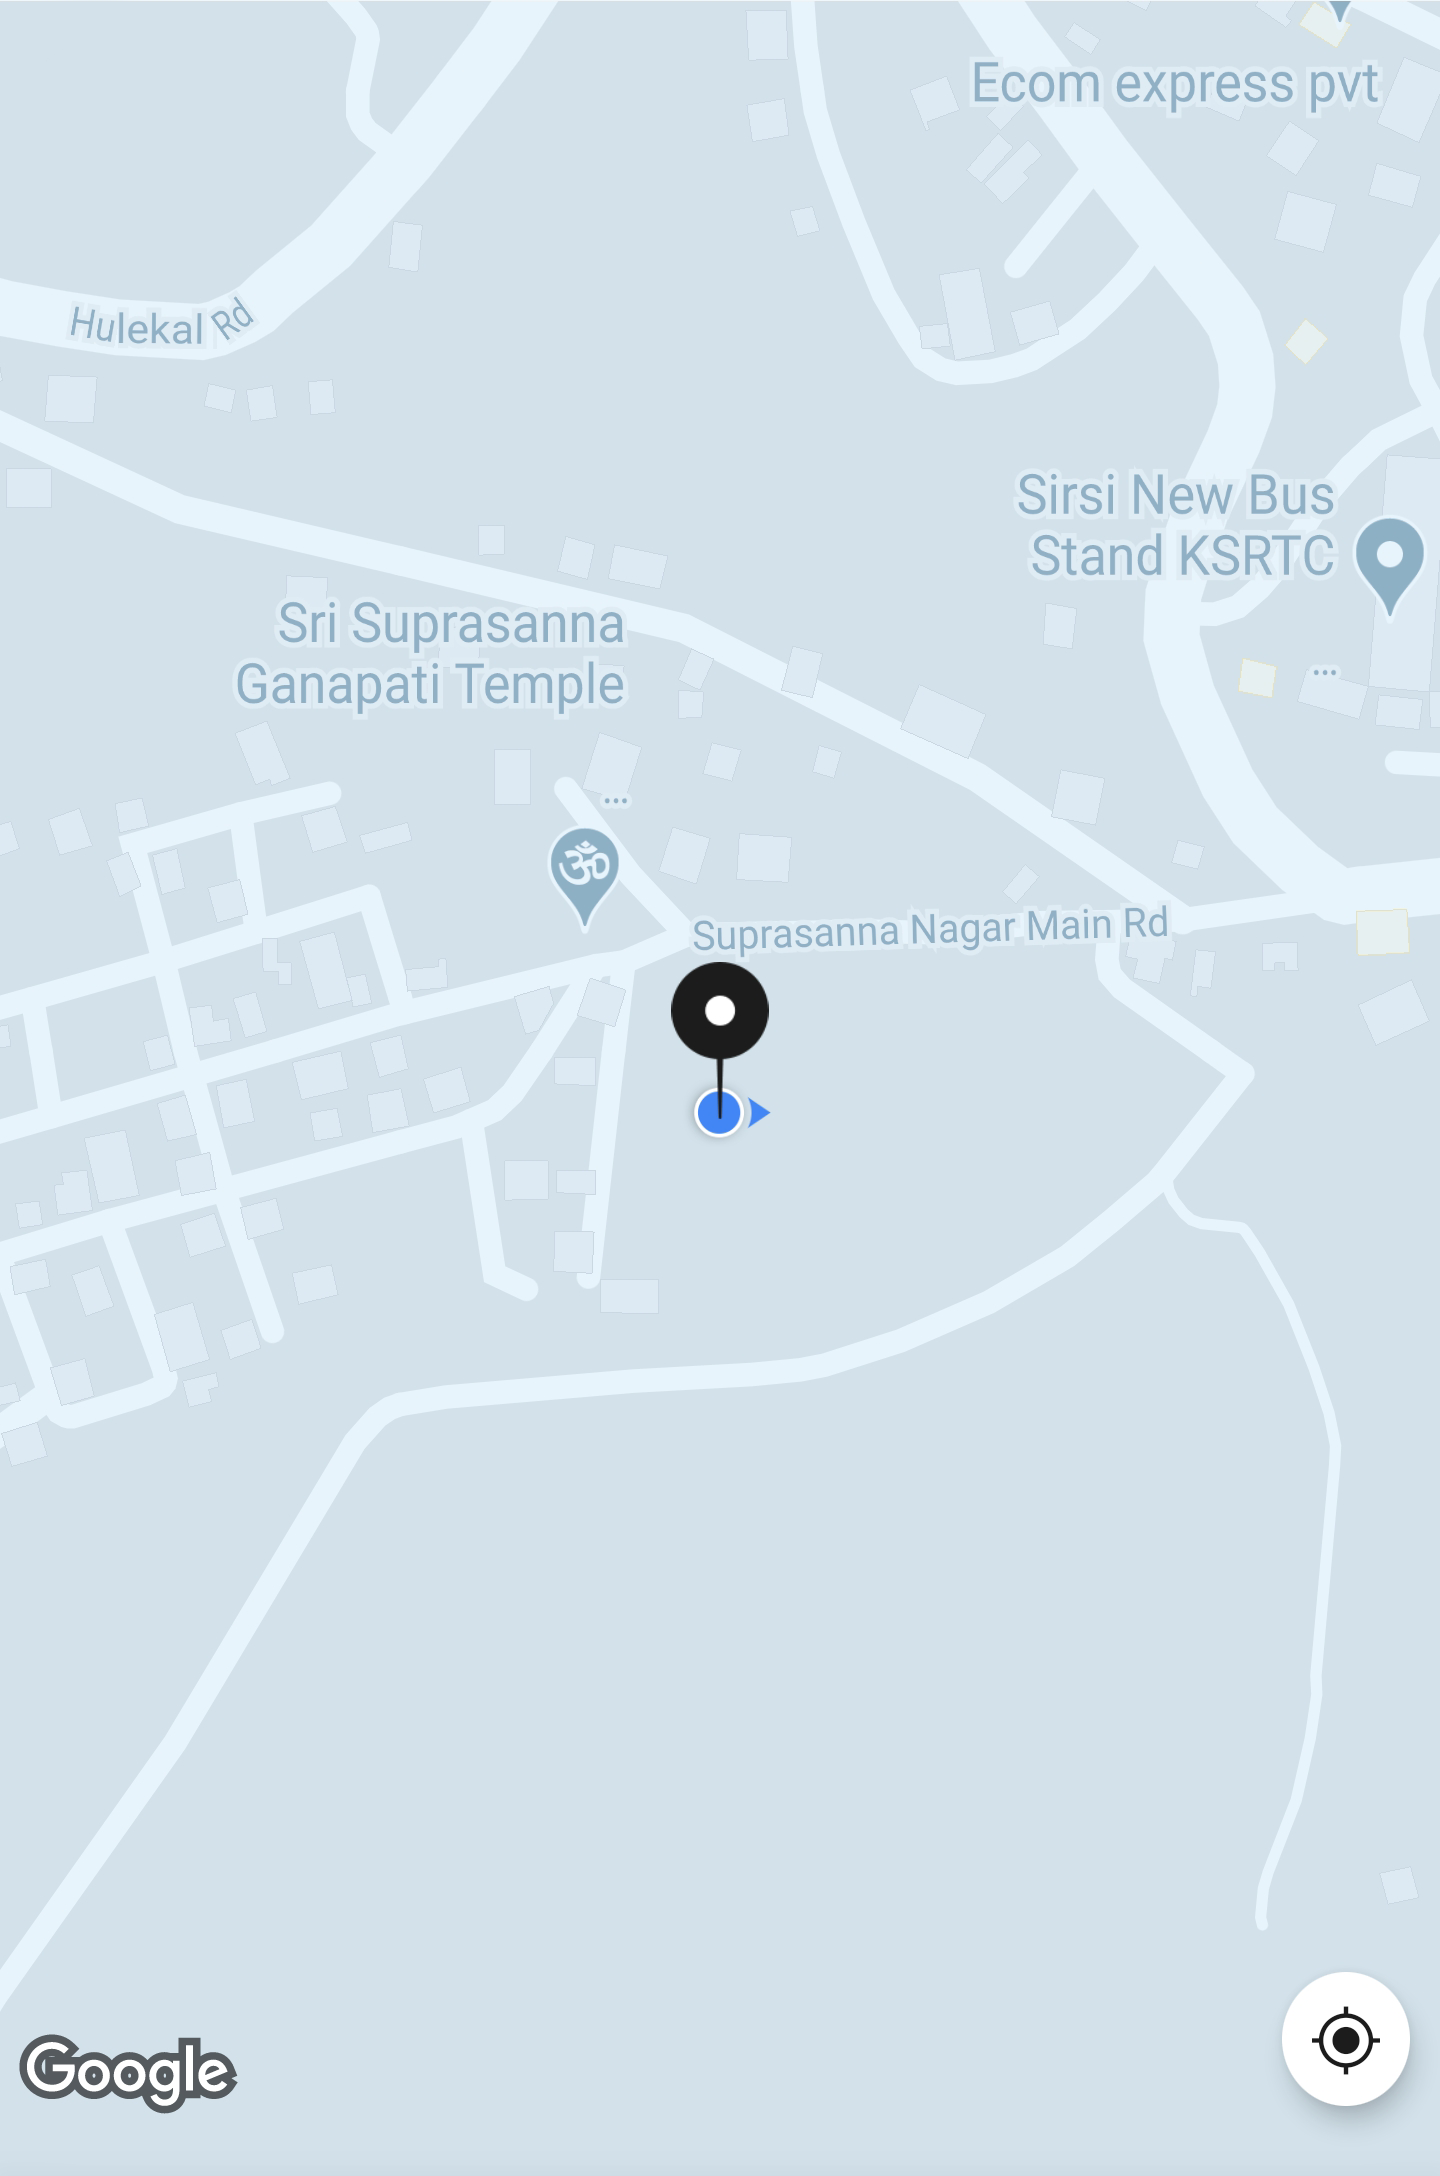 Ecom express pvt
Hulekal Rd
Sirsi New Bus
Stand KSRTC
...
Sri Suprasanna
Ganapati Temple
...
ॐ
Suprasanna Nagar Main Rd
Google